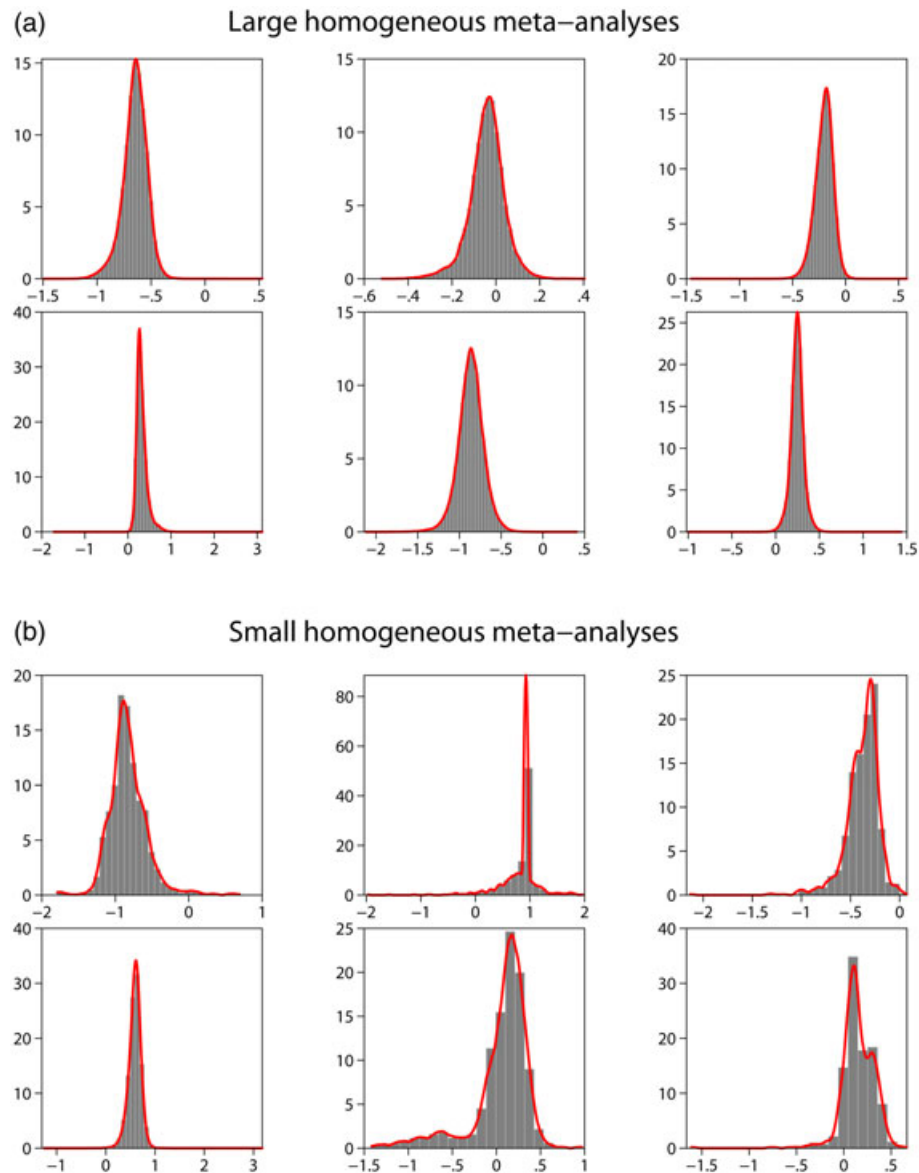 (a) Large homogeneous meta−analyses
15 15 20
10 10 15
5 5 10
0 0 5
0
−1.5 −1 −.5 0 .5 −.6 −.4 −.2 0 .2 .4 −1.5 −1 −.5 0 .5
40 15 25
30 10 20
20 5 15
10 0 10
0 5
0
−2 −1 0 1 2 3 −2 −1.5 −1 −.5 0 .5 −1 −.5 0 .5 1 1.5
(b) Small homogeneous meta−analyses
20 80 25
15 60 20
10 40 15
5 20 10
0 0 5
0
−2 −1 0 1 −2 −1 0 1 2 −2 −1.5 −1 −.5 0
40 25 40
30 20 30
20 15 20
10 10 10
0 5 0
0
−1 0 1 2 3 −1.5 −1 −.5 0 .5 1 −1.5 −1 −.5 0 .5